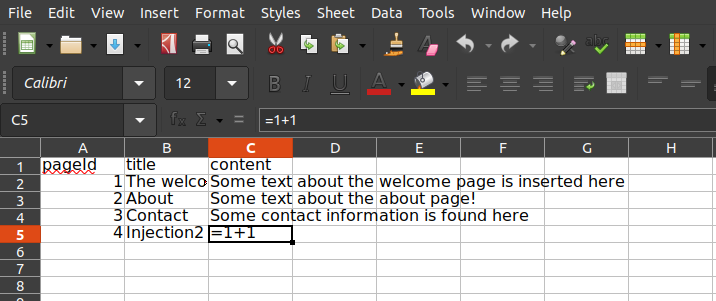 File Edit View Insert Format Styles Sheet Data Tools Window Help
Calibri 12 B I U A
C5 fx Σ = =1+1
A B C D E F G H
1 pageId title content
2 1 The welco Some text about the welcome page is inserted here
3 2 About Some text about the about page!
4 3 Contact Some contact information is found here
5 4 Injection2 =1+1
6
7
8